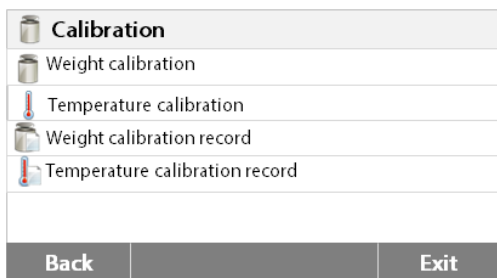 Calibration
Weight calibration
Temperature calibration
Weight calibration record
Temperature calibration record
Back Exit